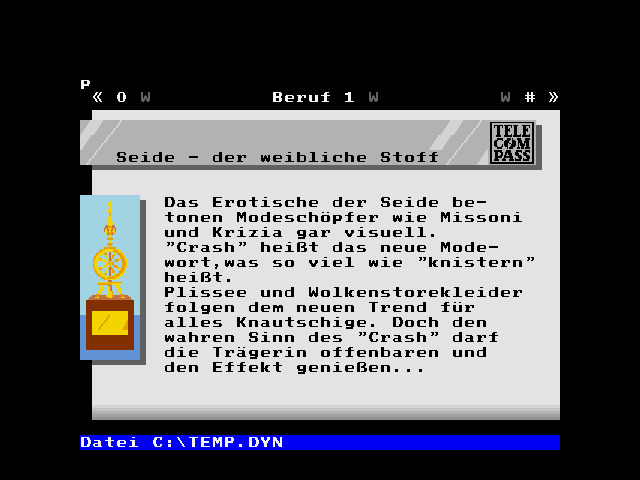 P
« 0 W Beruf 1 W W # »
TELE
COM
PASS
Seide - der weibliche Stoff
Das Erotische der Seide be-
tonen Modeschöpfer wie Missoni
und Krizia gar visuell.
"Crash" heißt das neue Mode-
wort,was so viel wie "knistern"
heißt.
Plissee und Wolkenstorekleider
folgen dem neuen Trend für
alles Knautschige. Doch den
wahren Sinn des "Crash" darf
die Trägerin offenbaren und
den Effekt genießen...
Datei C:\TEMP.DYN